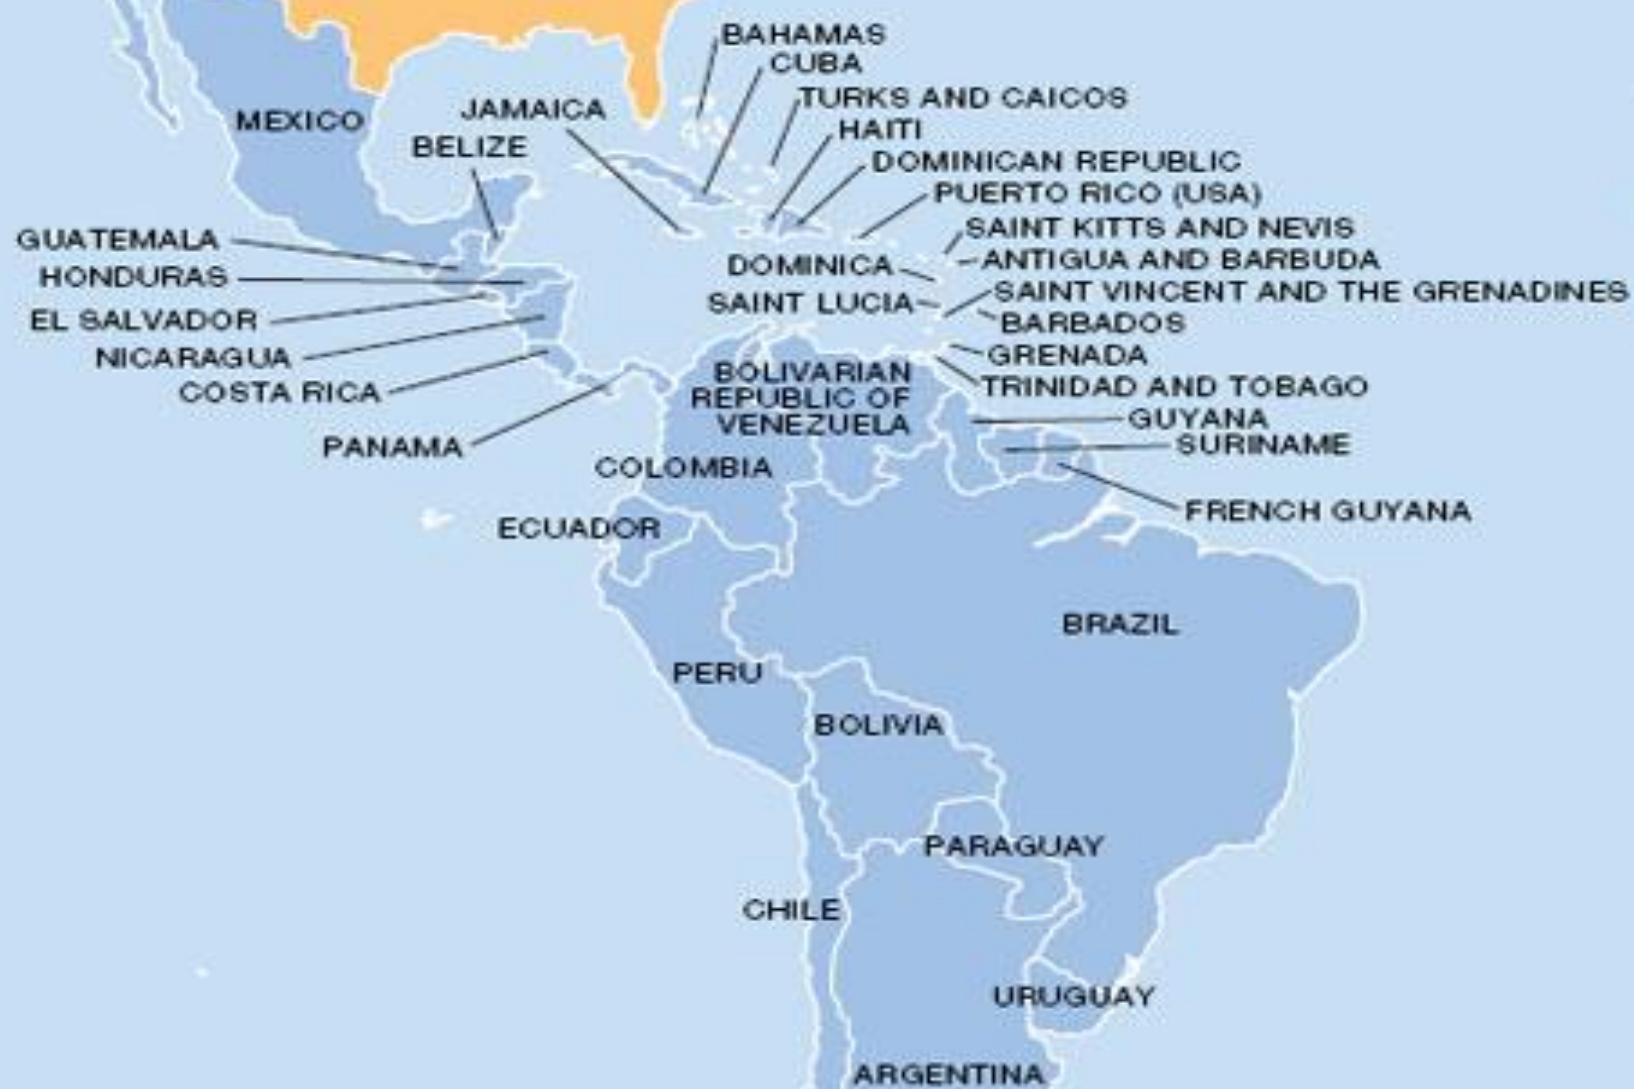 BAHAMAS
CUBA
TURKS AND CAICOS
JAMAICA
MEXICO
HAITI
BELIZE
DOMINICAN REPUBLIC
PUERTO RICO (USA)
SAINT KITTS AND NEVIS
GUATEMALA
ANTIGUA AND BARBUDA
DOMINICA
HONDURAS
SAINT VINCENT AND THE GRENADINES
SAINT LUCIA
EL SALVADOR
BARBADOS
NICARAGUA
GRENADA
BOLIVARIAN
REPUBLIC OF
VENEZUELA
TRINIDAD AND TOBAGO
COSTA RICA
GUYANA
PANAMA
SURINAME
COLOMBIA
FRENCH GUYANA
ECUADOR
BRAZIL
PERU
BOLIVIA
PARAGUAY
CHILE
URUGUAY
ARGENTINA